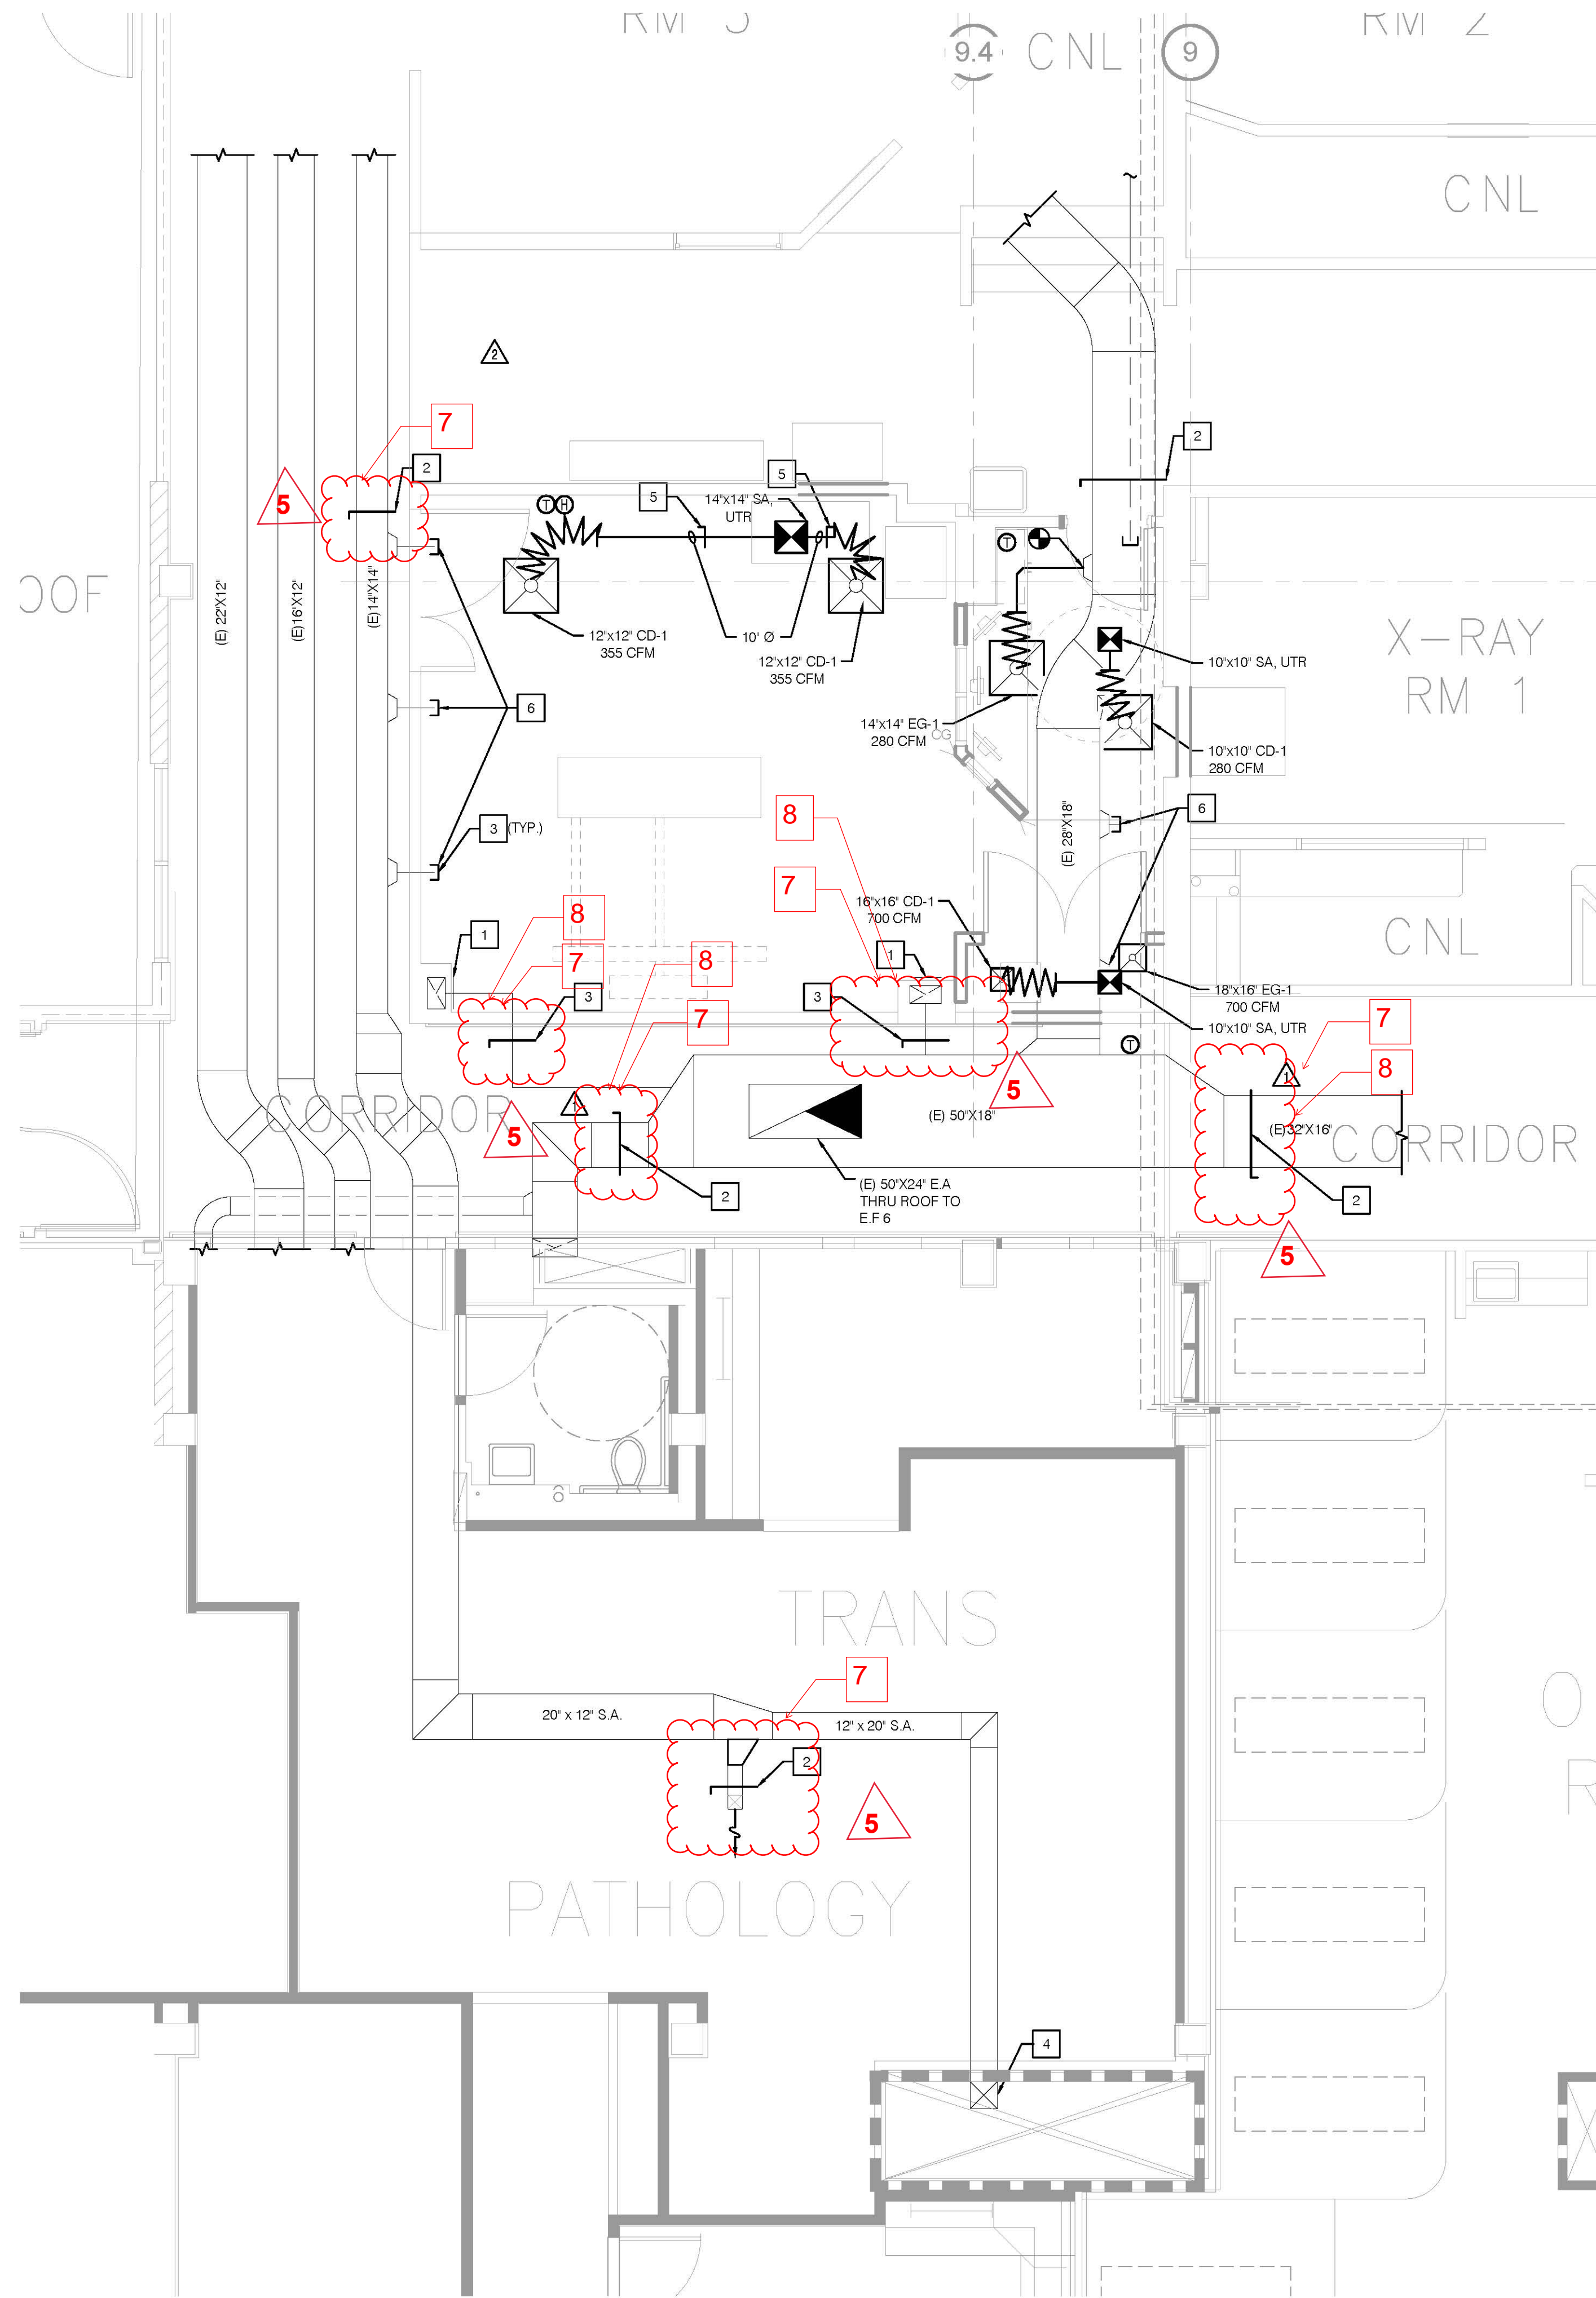 9.4
CNL
9
2
CNL
7
2
2
5
5
5
14"x14" SA,
UTR
T
H
T
OOF
(E) 22"X12"
(E)16"X12"
(E)14"X14"
12"x12" CD-1
355 CFM
10" Ø
12"x12" CD-1
355 CFM
X-RAY
RM 1
10"x10" SA, UTR
6
14"x14" EG-1
280 CFM
CG
10"x10" CD-1
280 CFM
8
6
3
(TYP.)
(E) 28"X18"
7
16"x16" CD-1
700 CFM
8
1
CNL
7
8
1
3
3
18"x16" EG-1
700 CFM
10"x10" SA, UTR
7
7
T
8
1
5
1
CORRIDOR
5
(E) 50"X18"
(E)32"X16"
CORRIDOR
2
(E) 50"X24" E.A
THRU ROOF TO
E.F 6
2
5
TRANS
7
20" x 12" S.A.
12" x 20" S.A.
2
5
PATHOLOGY
4